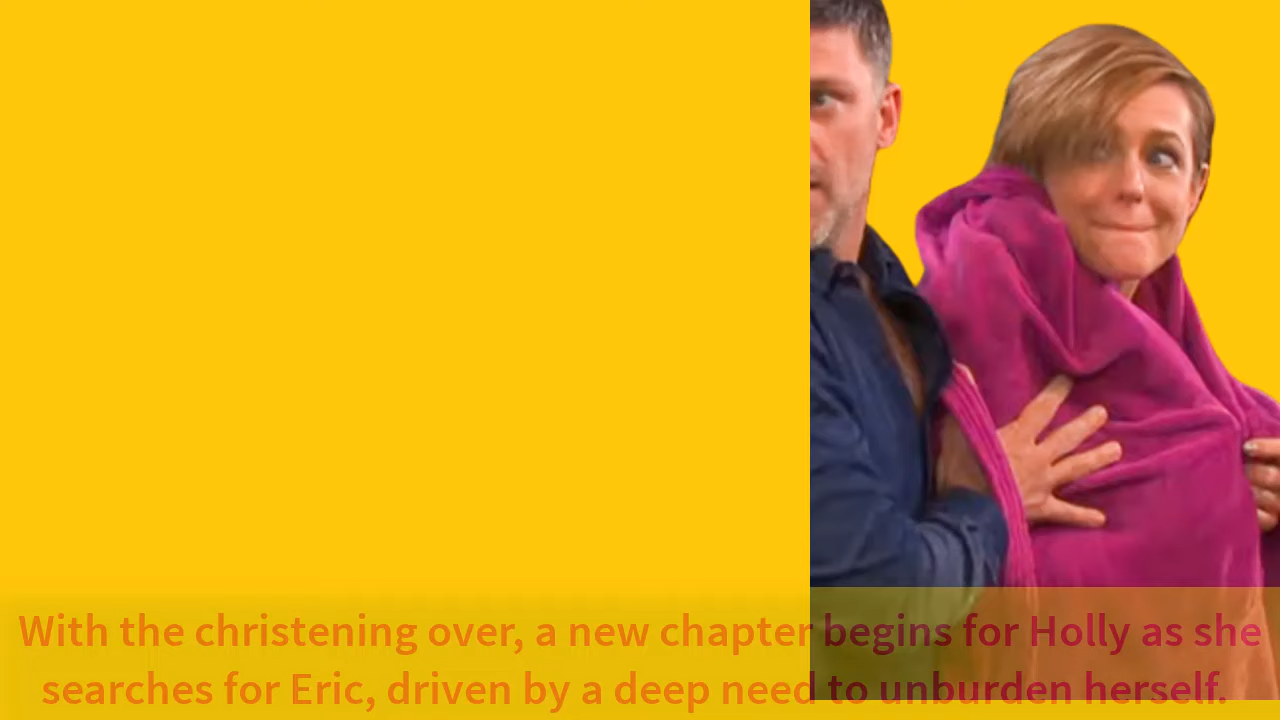 With the christening over, a new chapter begins for Holly as she
searches for Eric, driven by a deep need to unburden herself.